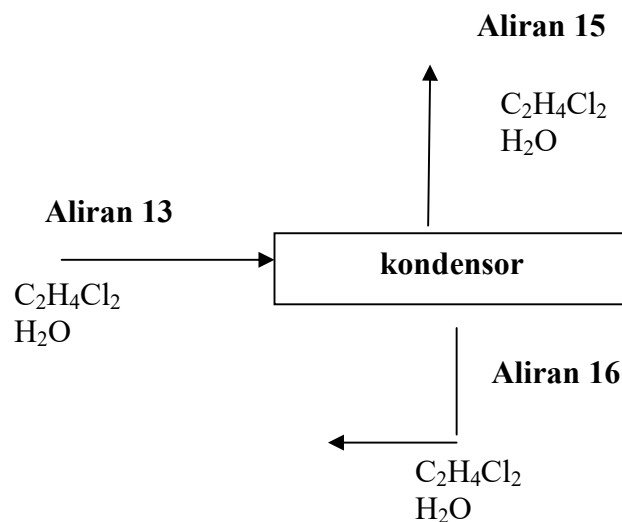 Aliran 15
C₂H₄Cl₂
H₂O
Aliran 13
kondensor
C₂H₄Cl₂
H₂O
Aliran 16
C₂H₄Cl₂
H₂O